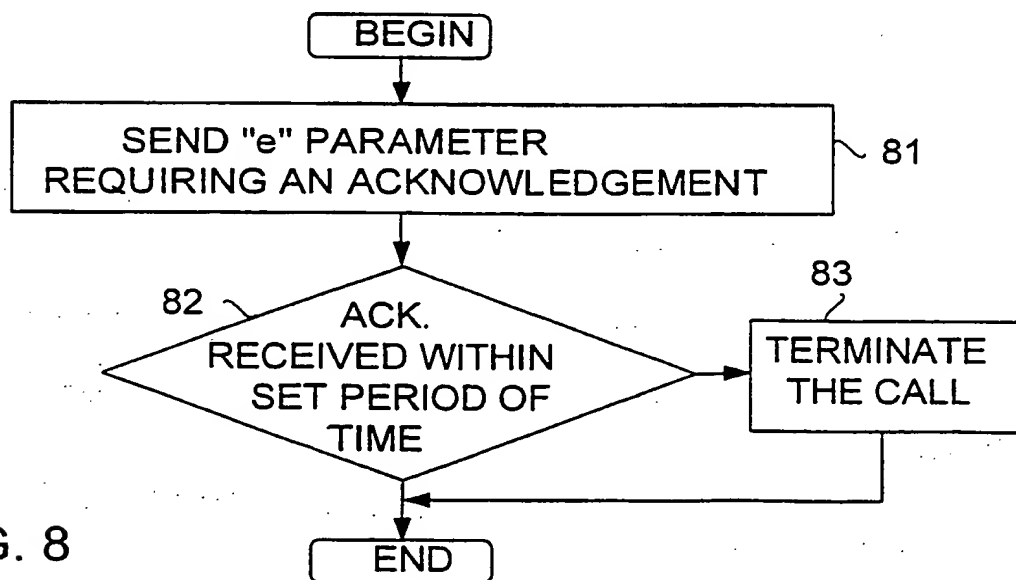 BEGIN
SEND "e" PARAMETER
REQUIRING AN ACKNOWLEDGEMENT
81
82
ACK.
RECEIVED WITHIN
SET PERIOD OF
TIME
83
TERMINATE
THE CALL
G. 8
END